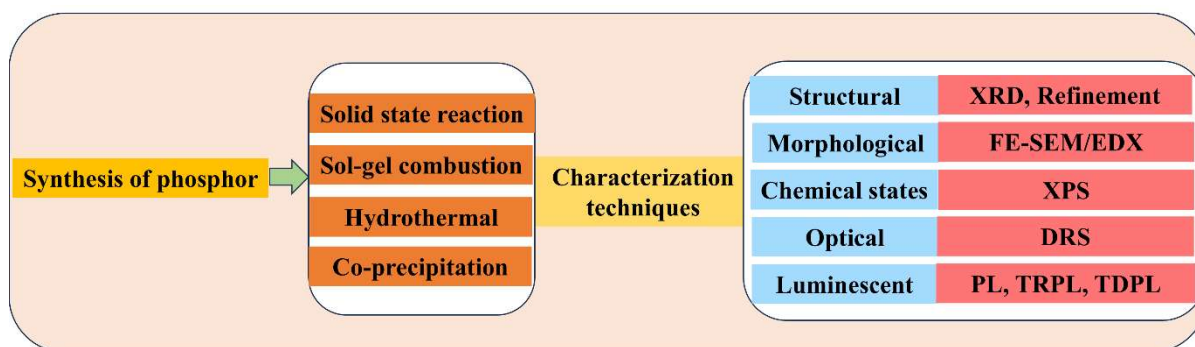 Synthesis of phosphor
Solid state reaction
Sol-gel combustion
Hydrothermal
Co-precipitation
Characterization
techniques
Structural XRD, Refinement
Morphological FE-SEM/EDX
Chemical states XPS
Optical DRS
Luminescent PL, TRPL, TDPL